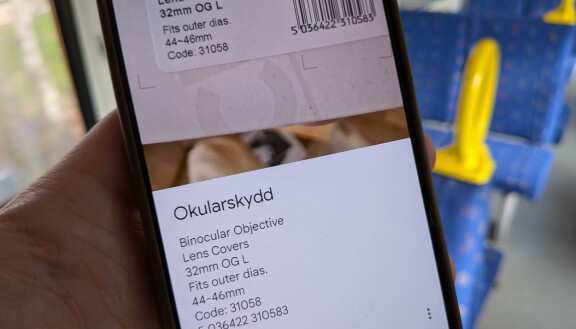 32mm OG L
Fits outer dias.
44-46mm
Code: 31058
5 036422 310583
Okularskydd
Binocular Objective
Lens Covers
32mm OG L
Fits outer dias.
44-46mm
Code: 31058
5 036422 310583